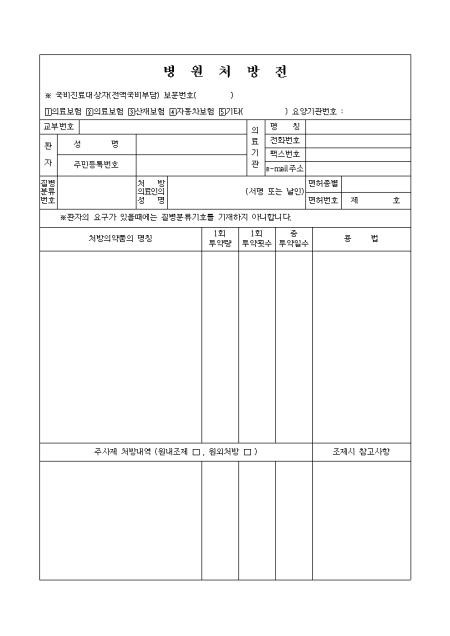 병 원 처 방 전
※ 국비진료대상자(전액국비부담) 보훈번호( )
1의료보험 2의료보험 3산재보험 4자동차보험 5기타( ) 요양기관번호 :
교부번호
환 자
성 명
주민등록번호
의 료 기 관
명 칭
전화번호
팩스번호
e-mail주소
질병 분류 번호
처 방 의료인의 성 명
(서명 또는 날인)
면허종별
면허번호 제 호
※환자의 요구가 있을때에는 질병분류기호를 기재하지 아니합니다.
처방의약품의 명칭
1회 투약량
1회 투약횟수
총 투약일수
용 법
주사제 처방내역 (원내조제 □ , 원외처방 □ )
조제시 참고사항